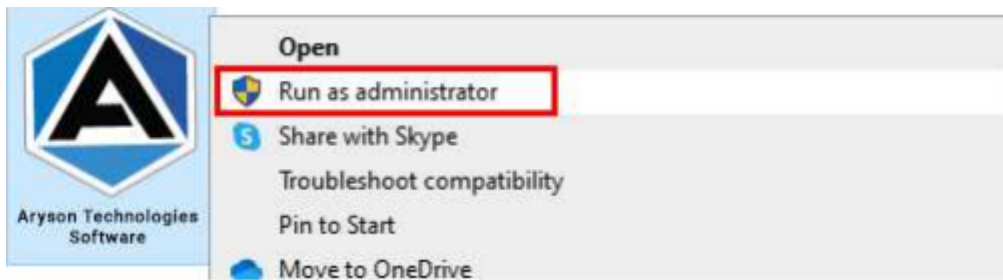 Aryson Technologies
Software
Open
Run as administrator
Share with Skype
Troubleshoot compatibility
Pin to Start
Move to OneDrive